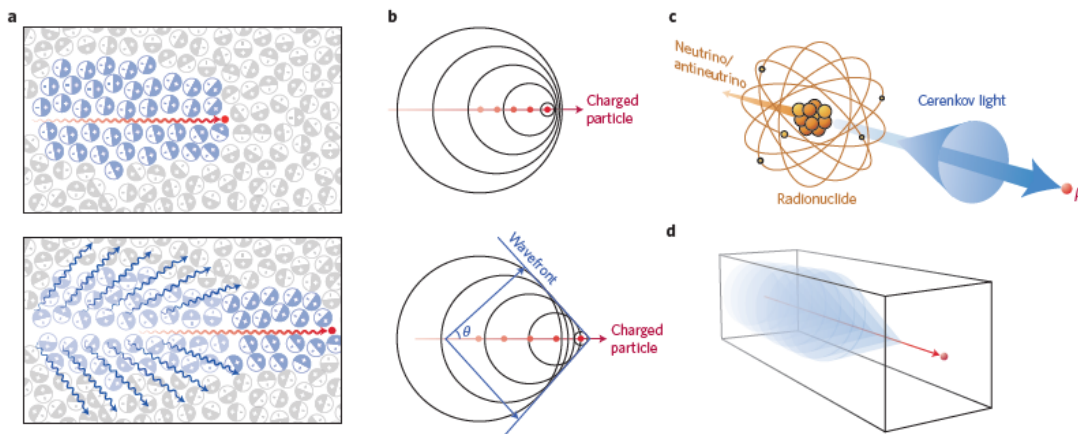 a
b
Charged
particle
Wavefront
θ
Charged
particle
c
Neutrino/
antineutrino
Cerenkov light
Radionuclide
d